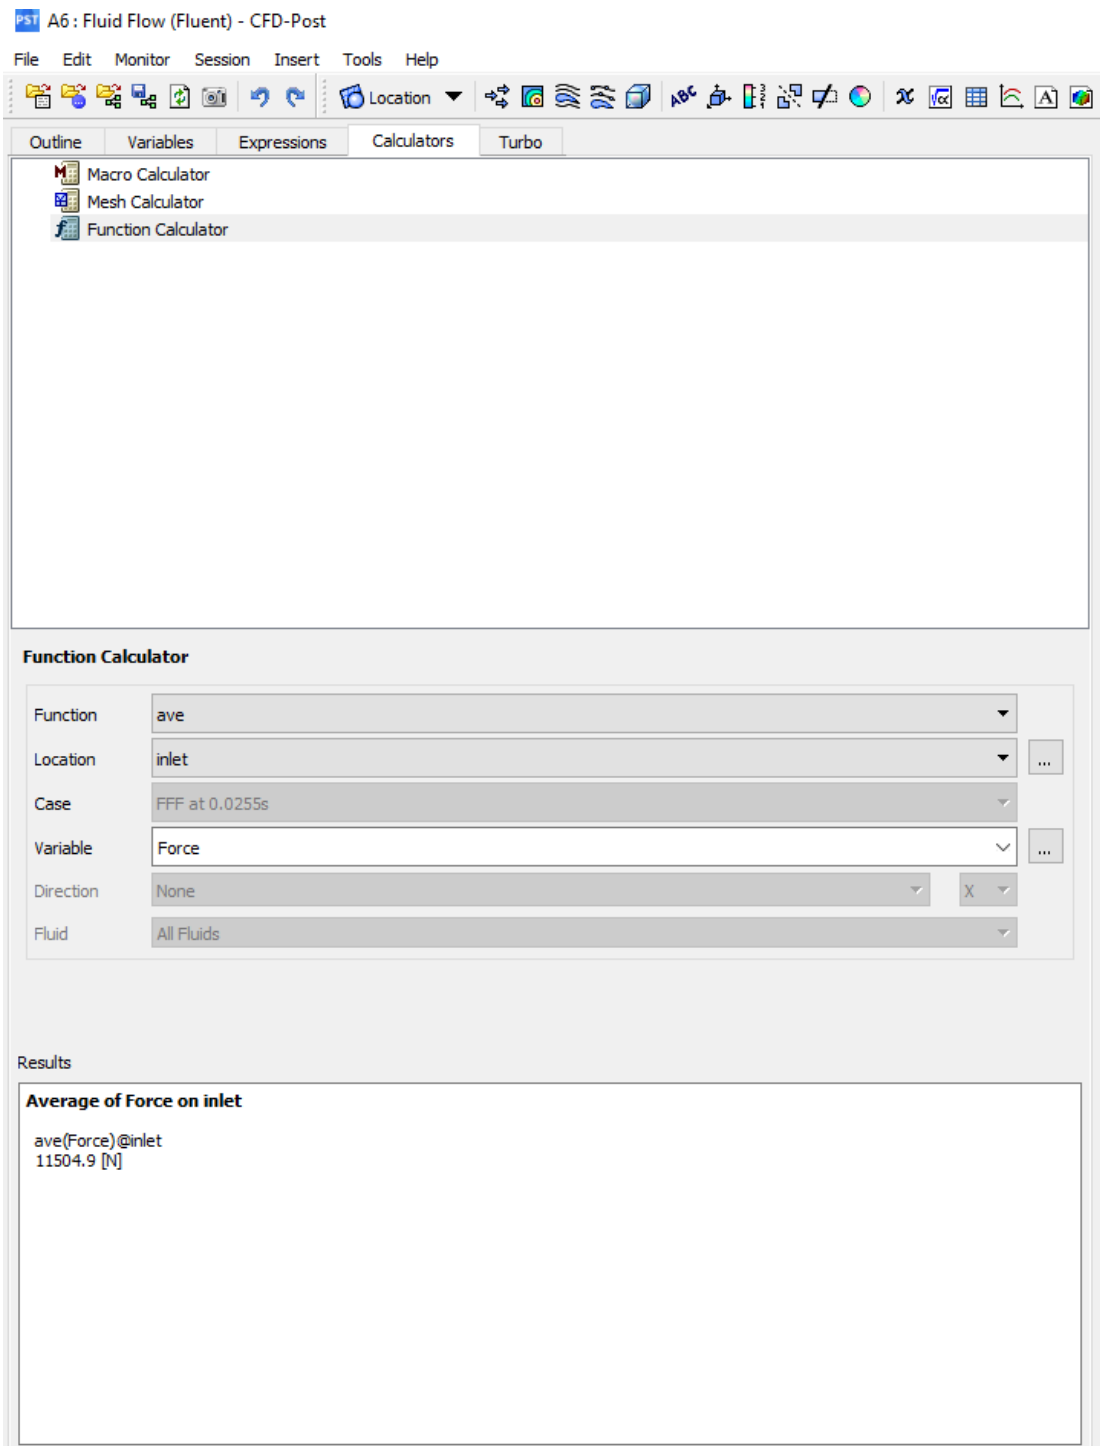 PST A6 : Fluid Flow (Fluent) - CFD-Post
File Edit Monitor Session Insert Tools Help
Location ABC A
Outline Variables Expressions Calculators Turbo
Macro Calculator
Mesh Calculator
Function Calculator
Function Calculator
Function ave
Location inlet ...
Case FFF at 0.0255s
Variable Force ...
Direction None X
Fluid All Fluids
Results
Average of Force on inlet
ave(Force)@inlet
11504.9 [N]